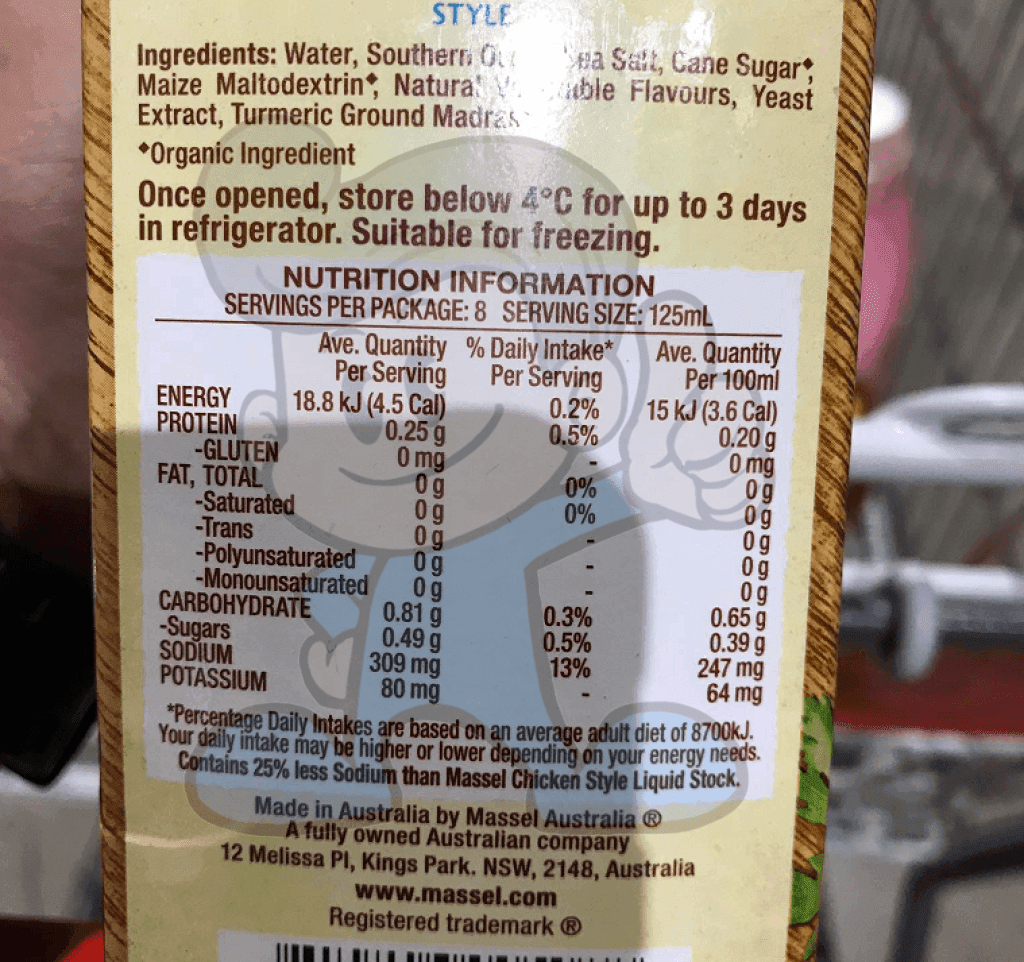 STYLE
Ingredients: Water, Southern Sea Salt, Cane Sugar♦,
Maize Maltodextrin♦, Natural Flavours, Yeast
Extract, Turmeric Ground Madras
♦Organic Ingredient
Once opened, store below 4°C for up to 3 days
in refrigerator. Suitable for freezing.
NUTRITION INFORMATION
SERVINGS PER PACKAGE: 8 SERVING SIZE: 125mL
Ave. Quantity % Daily Intake* Ave. Quantity
Per Serving Per Serving Per 100ml
ENERGY 18.8 kJ (4.5 Cal) 0.2% 15 kJ (3.6 Cal)
PROTEIN 0.25 g 0.5% 0.20 g
-GLUTEN 0 mg - 0 mg
FAT, TOTAL 0 g 0% 0 g
-Saturated 0 g 0% 0 g
-Trans 0 g - 0 g
-Polyunsaturated 0 g - 0 g
-Monounsaturated 0 g - 0 g
CARBOHYDRATE 0.81 g 0.3% 0.65 g
-Sugars 0.49 g 0.5% 0.39 g
SODIUM 309 mg 13% 247 mg
POTASSIUM 80 mg - 64 mg
*Percentage Daily Intakes are based on an average adult diet of 8700kJ.
Your daily intake may be higher or lower depending on your energy needs.
Contains 25% less Sodium than Massel Chicken Style Liquid Stock.
Made in Australia by Massel Australia ®
A fully owned Australian company
12 Melissa Pl, Kings Park. NSW, 2148, Australia
www.massel.com
Registered trademark ®